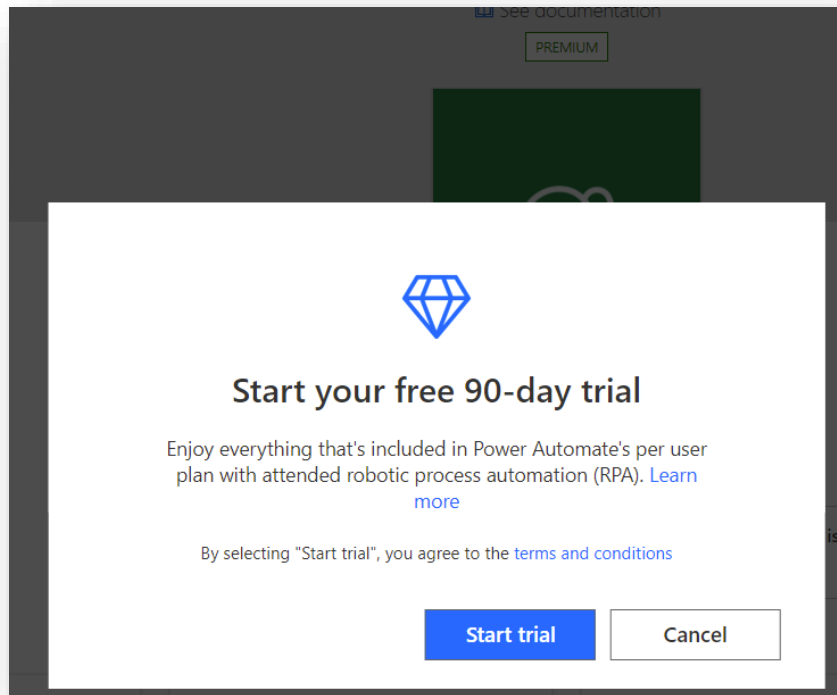 See documentation
PREMIUM
Start your free 90-day trial
Enjoy everything that's included in Power Automate's per user
plan with attended robotic process automation (RPA). Learn
more
By selecting "Start trial", you agree to the terms and conditions
Start trial
Cancel